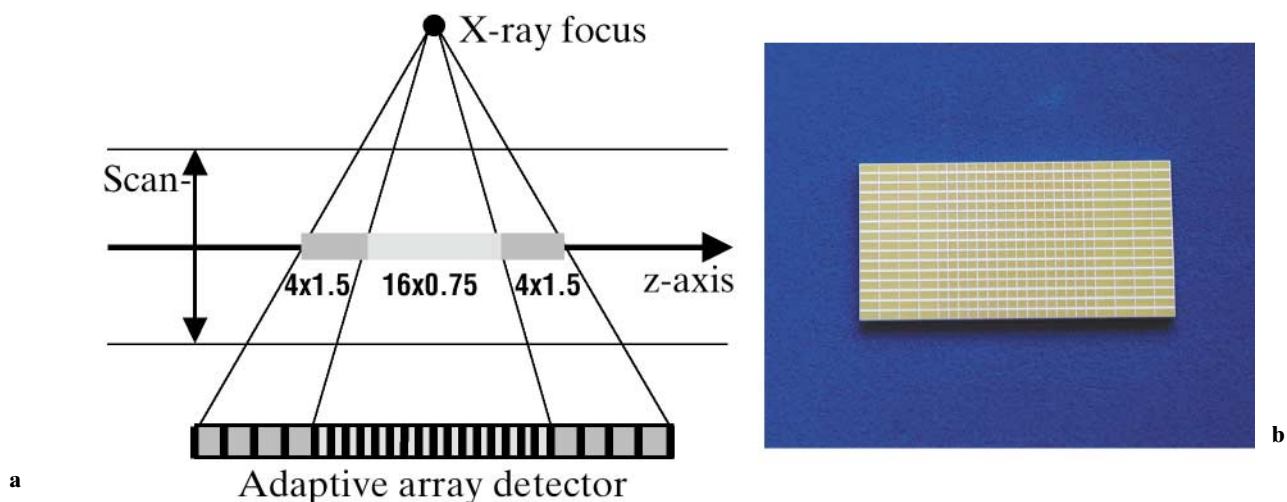 X-ray focus
Scan-
4x1.5 16x0.75 4x1.5
z-axis
Adaptive array detector
a
b